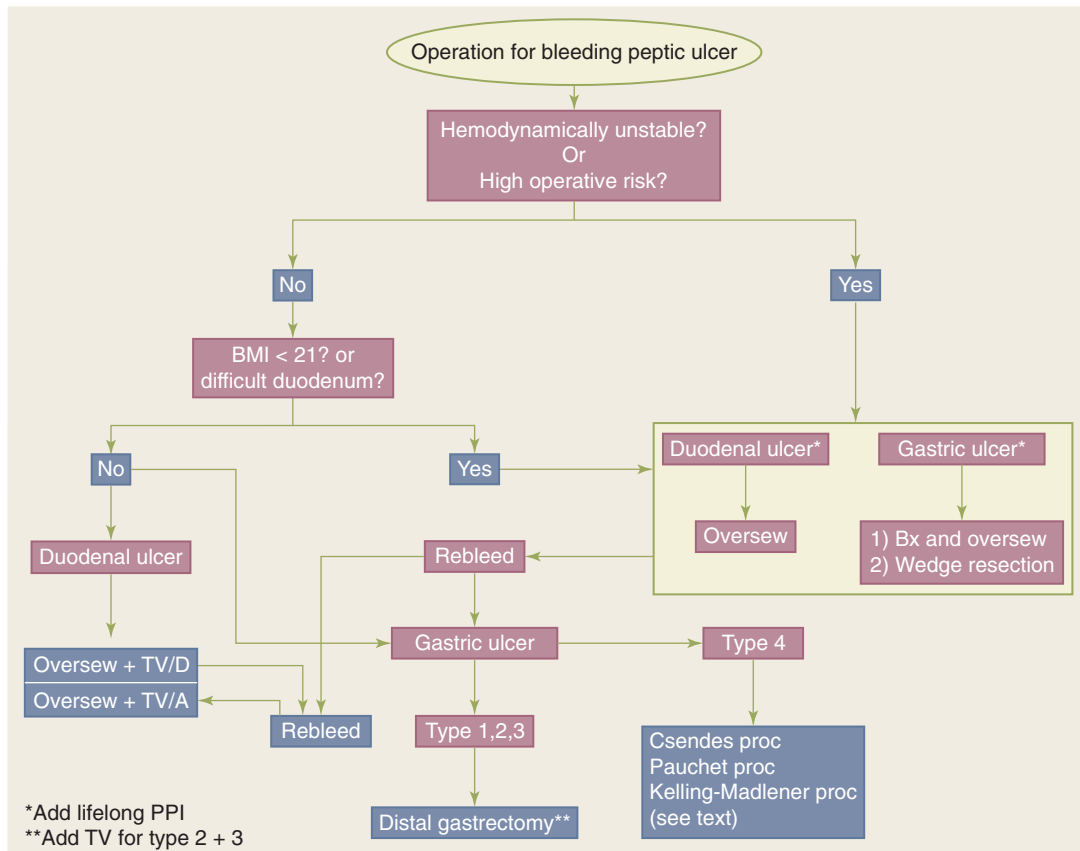 Operation for bleeding peptic ulcer
Hemodynamically unstable?
Or
High operative risk?
No
Yes
BMI < 21? or
difficult duodenum?
No
Yes
Duodenal ulcer*
Gastric ulcer*
Oversew
1) Bx and oversew
2) Wedge resection
Duodenal ulcer
Rebleed
Gastric ulcer
Type 4
Oversew + TV/D
Oversew + TV/A
Rebleed
Type 1,2,3
Csendes proc
Pauchet proc
Kelling-Madlener proc
(see text)
Distal gastrectomy**
*Add lifelong PPI
**Add TV for type 2 + 3